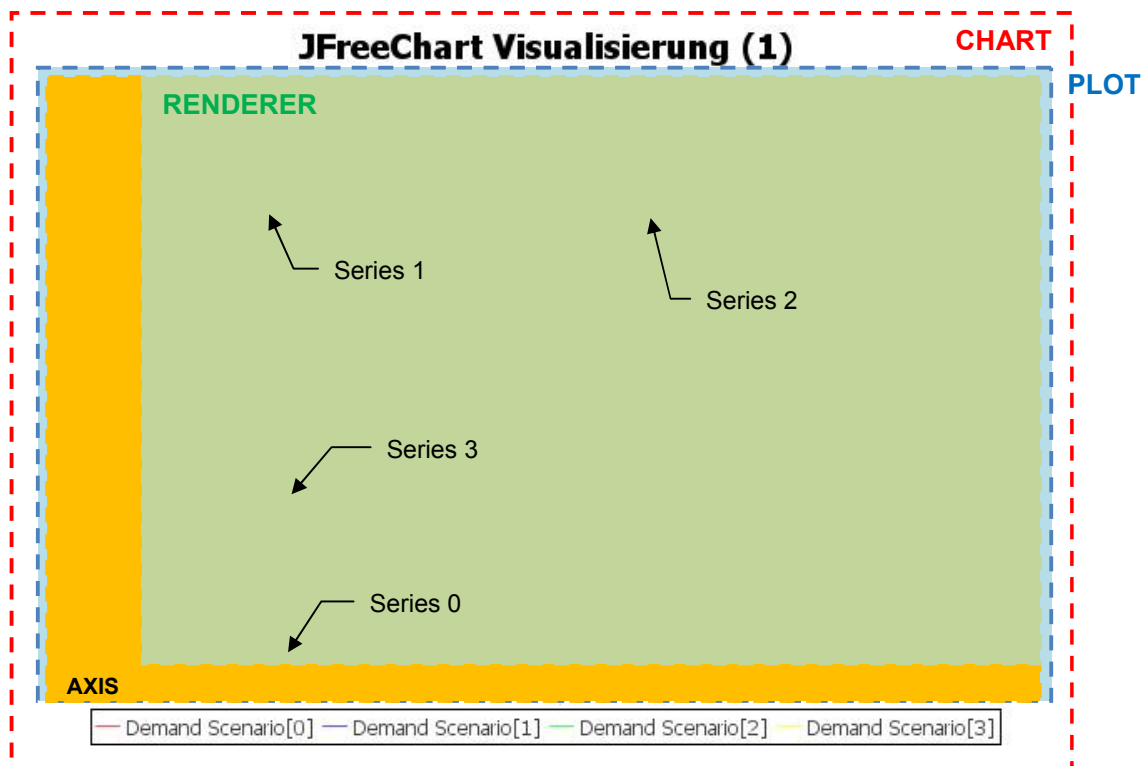 JFreeChart Visualisierung (1)
CHART
PLOT
RENDERER
Series 1
Series 2
Series 3
Series 0
AXIS
Demand Scenario[0] Demand Scenario[1] Demand Scenario[2] Demand Scenario[3]